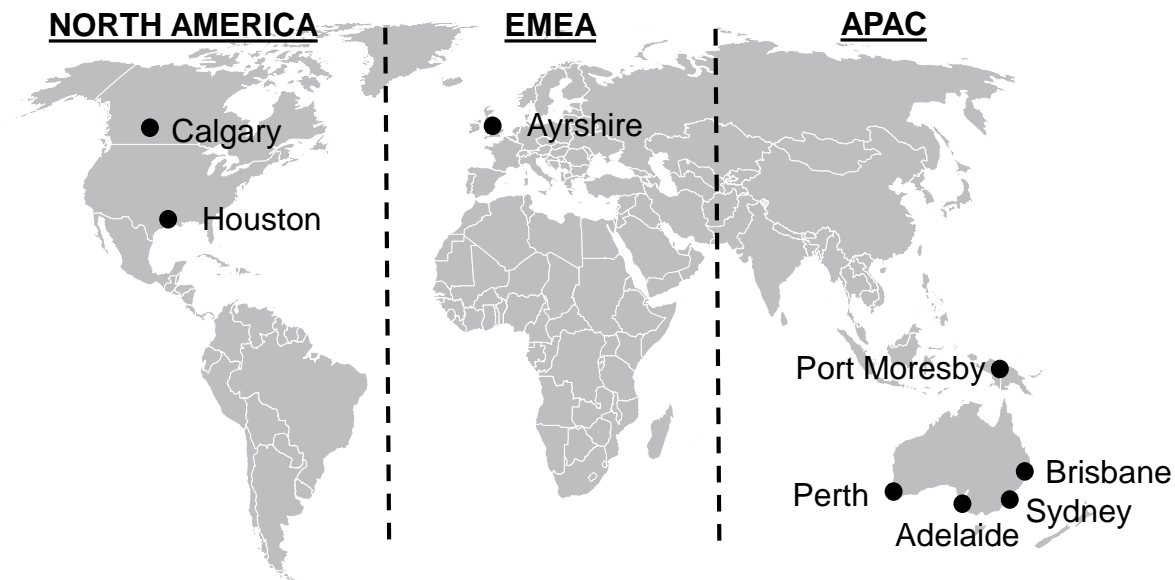 NORTH AMERICA
EMEA
APAC
Calgary
Ayrshire
Houston
Port Moresby
Brisbane
Perth
Sydney
Adelaide